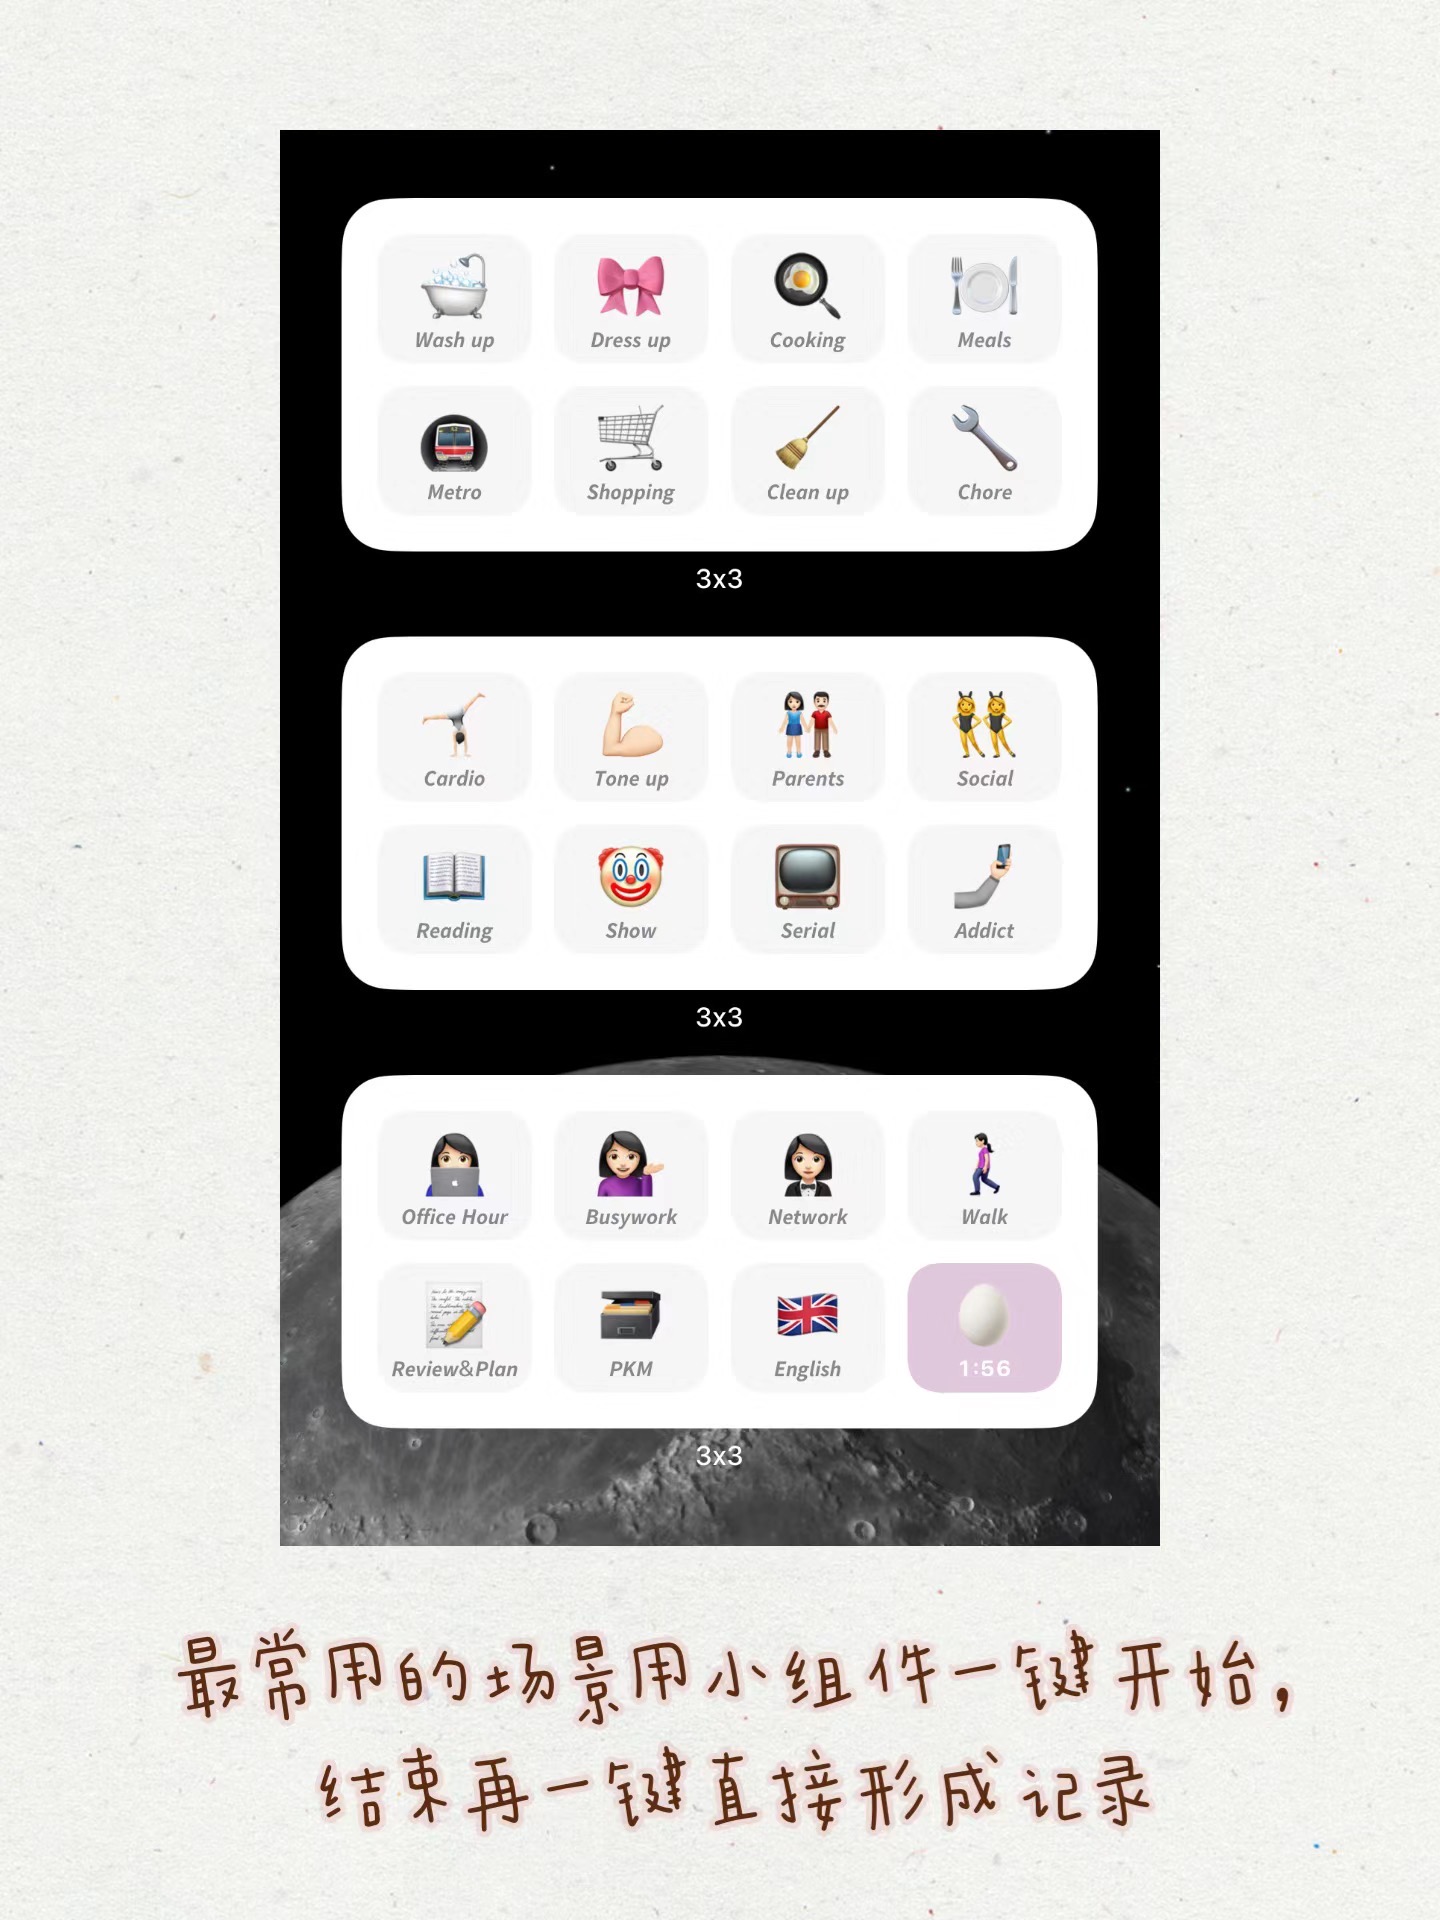 Wash up
Dress up
Cooking
Meals
Metro
Shopping
Clean up
Chore
3x3
Cardio
Tone up
Parents
Social
Reading
Show
Serial
Addict
3x3
Office Hour
Busywork
Network
Walk
Review&Plan
PKM
English
1:56
3x3
最常用的场景用小组件一键开始，
结束再一键直接形成记录